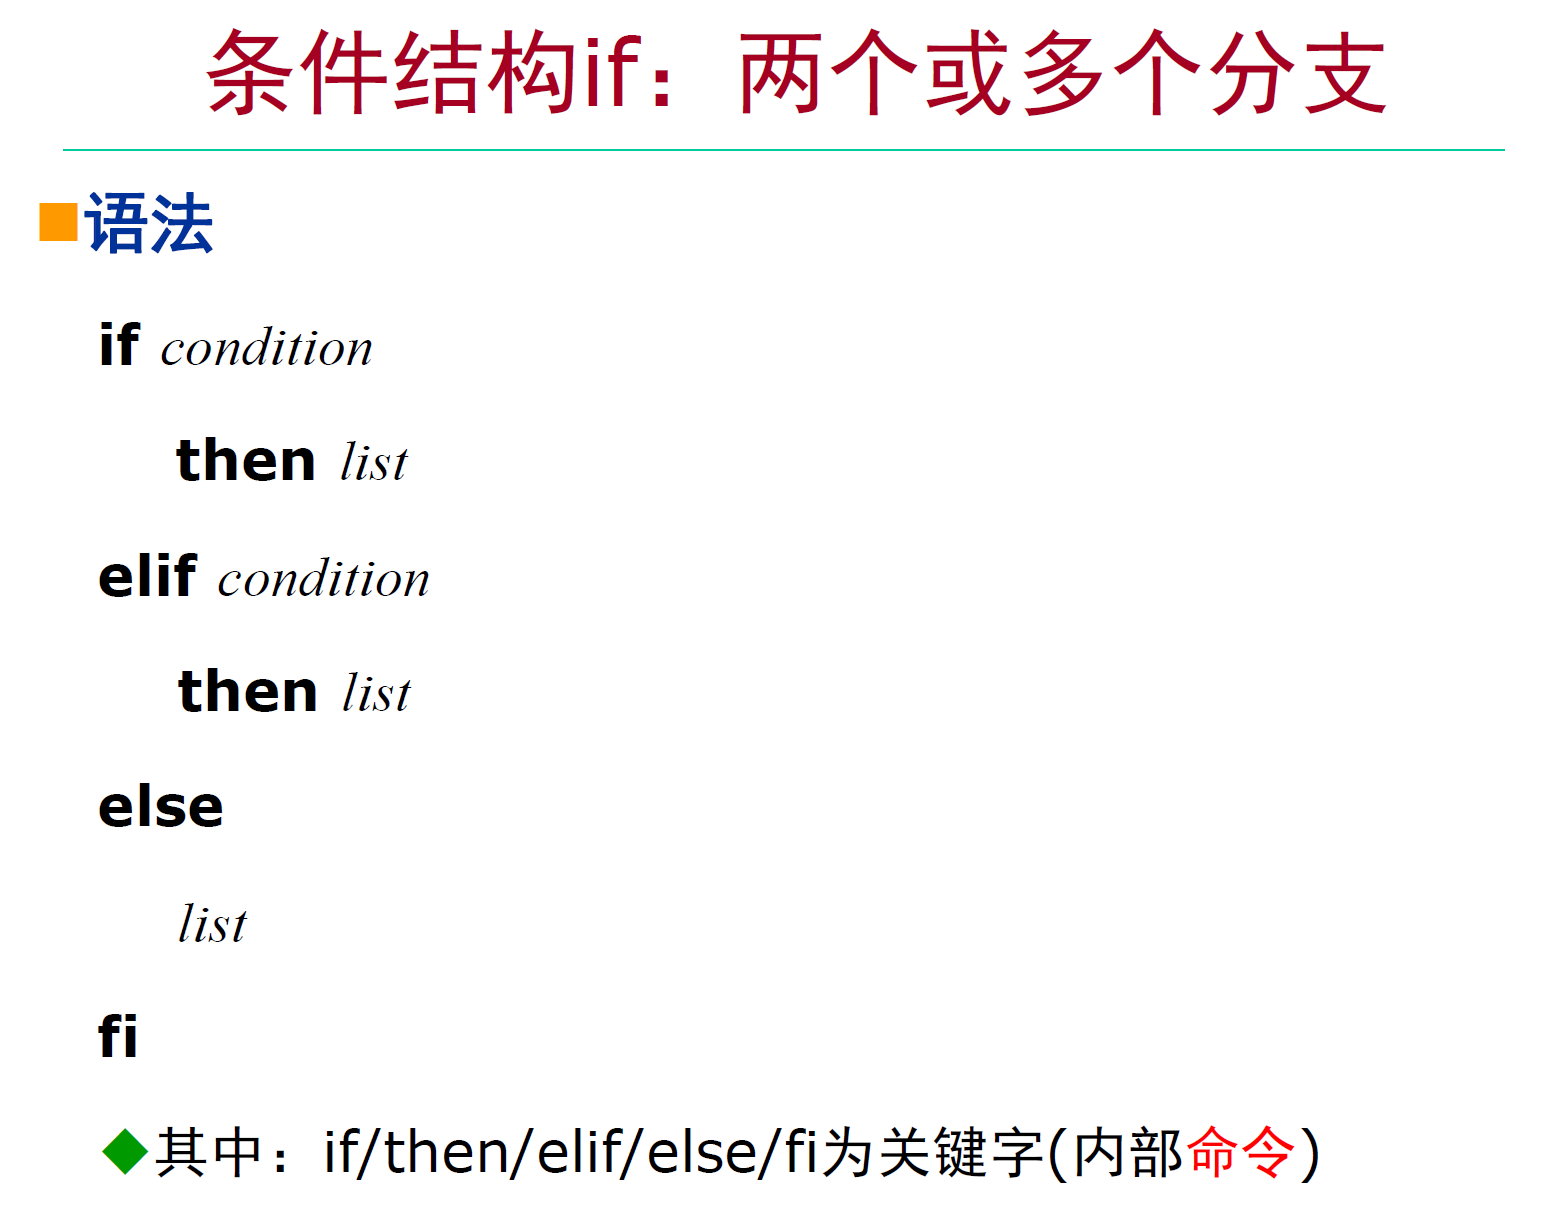 条件结构if：两个或多个分支
语法
if condition
then list
elif condition
then list
else
list
fi
其中：if/then/elif/else/fi为关键字(内部命令)